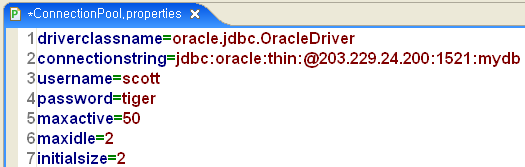 *ConnectionPool.properties
1driverclassname=oracle.jdbc.OracleDriver
2connectionstring=jdbc:oracle:thin:@203.229.24.200:1521:mydb
3username=scott
4password=tiger
5maxactive=50
6maxidle=2
7initialsize=2